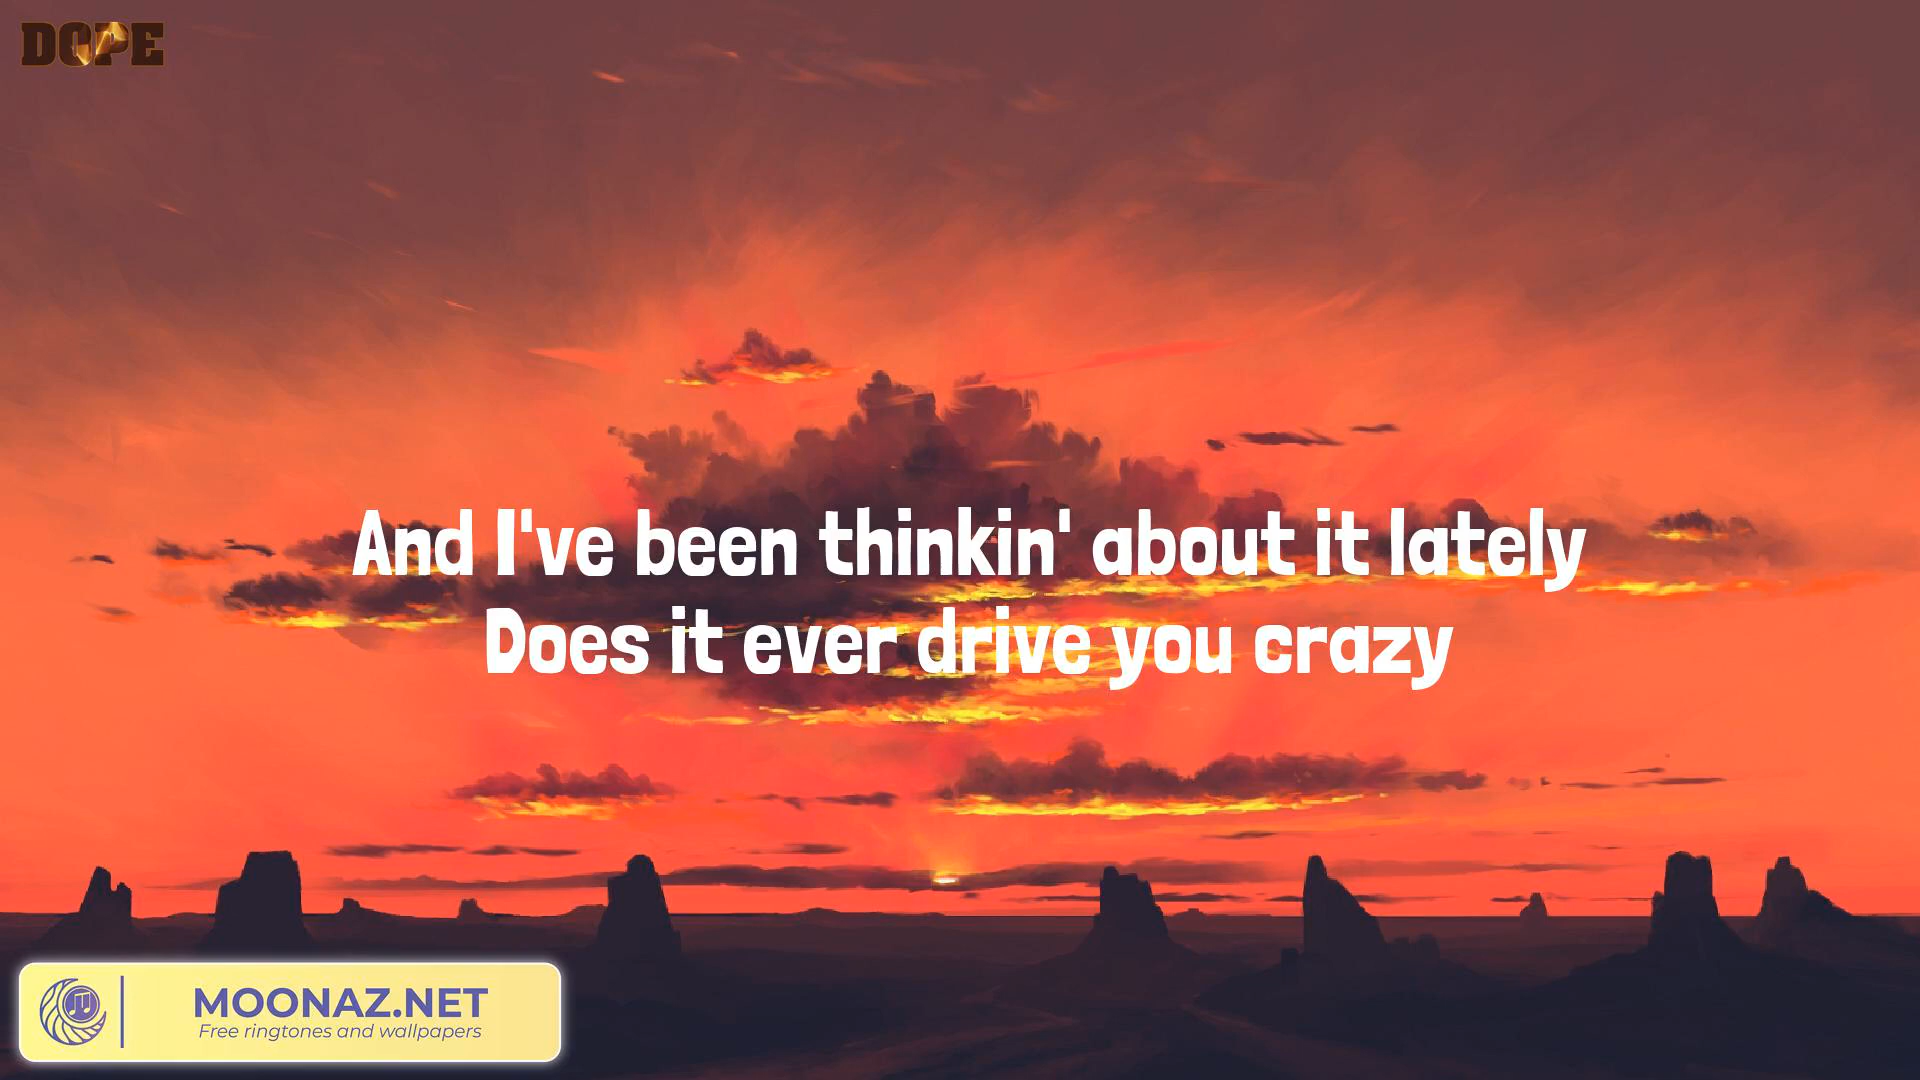 DOPE
And I've been thinkin' about it lately
Does it ever drive you crazy
MOONAZ.NET
Free ringtones and wallpapers